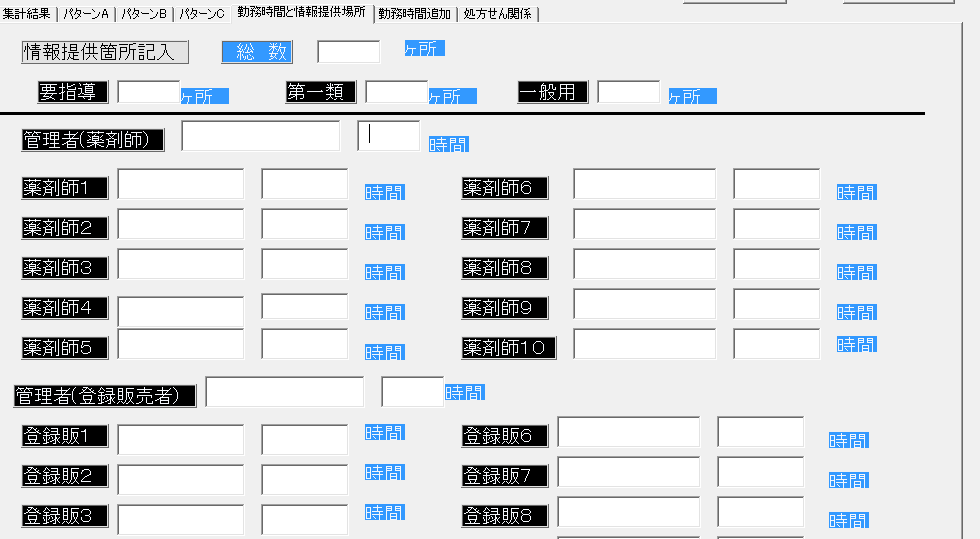 集計結果 パターンA パターンB パターンC 勤務時間と情報提供場所 勤務時間追加 処方せん関係
情報提供箇所記入 総 数 ヶ所
要指導 ヶ所 第一類 ヶ所 一般用 ヶ所
管理者(薬剤師) 時間
薬剤師1 時間 薬剤師6 時間
薬剤師2 時間 薬剤師7 時間
薬剤師3 時間 薬剤師8 時間
薬剤師4 時間 薬剤師9 時間
薬剤師5 時間 薬剤師10 時間
管理者(登録販売者) 時間
登録販1 時間 登録販6 時間
登録販2 時間 登録販7 時間
登録販3 時間 登録販8 時間